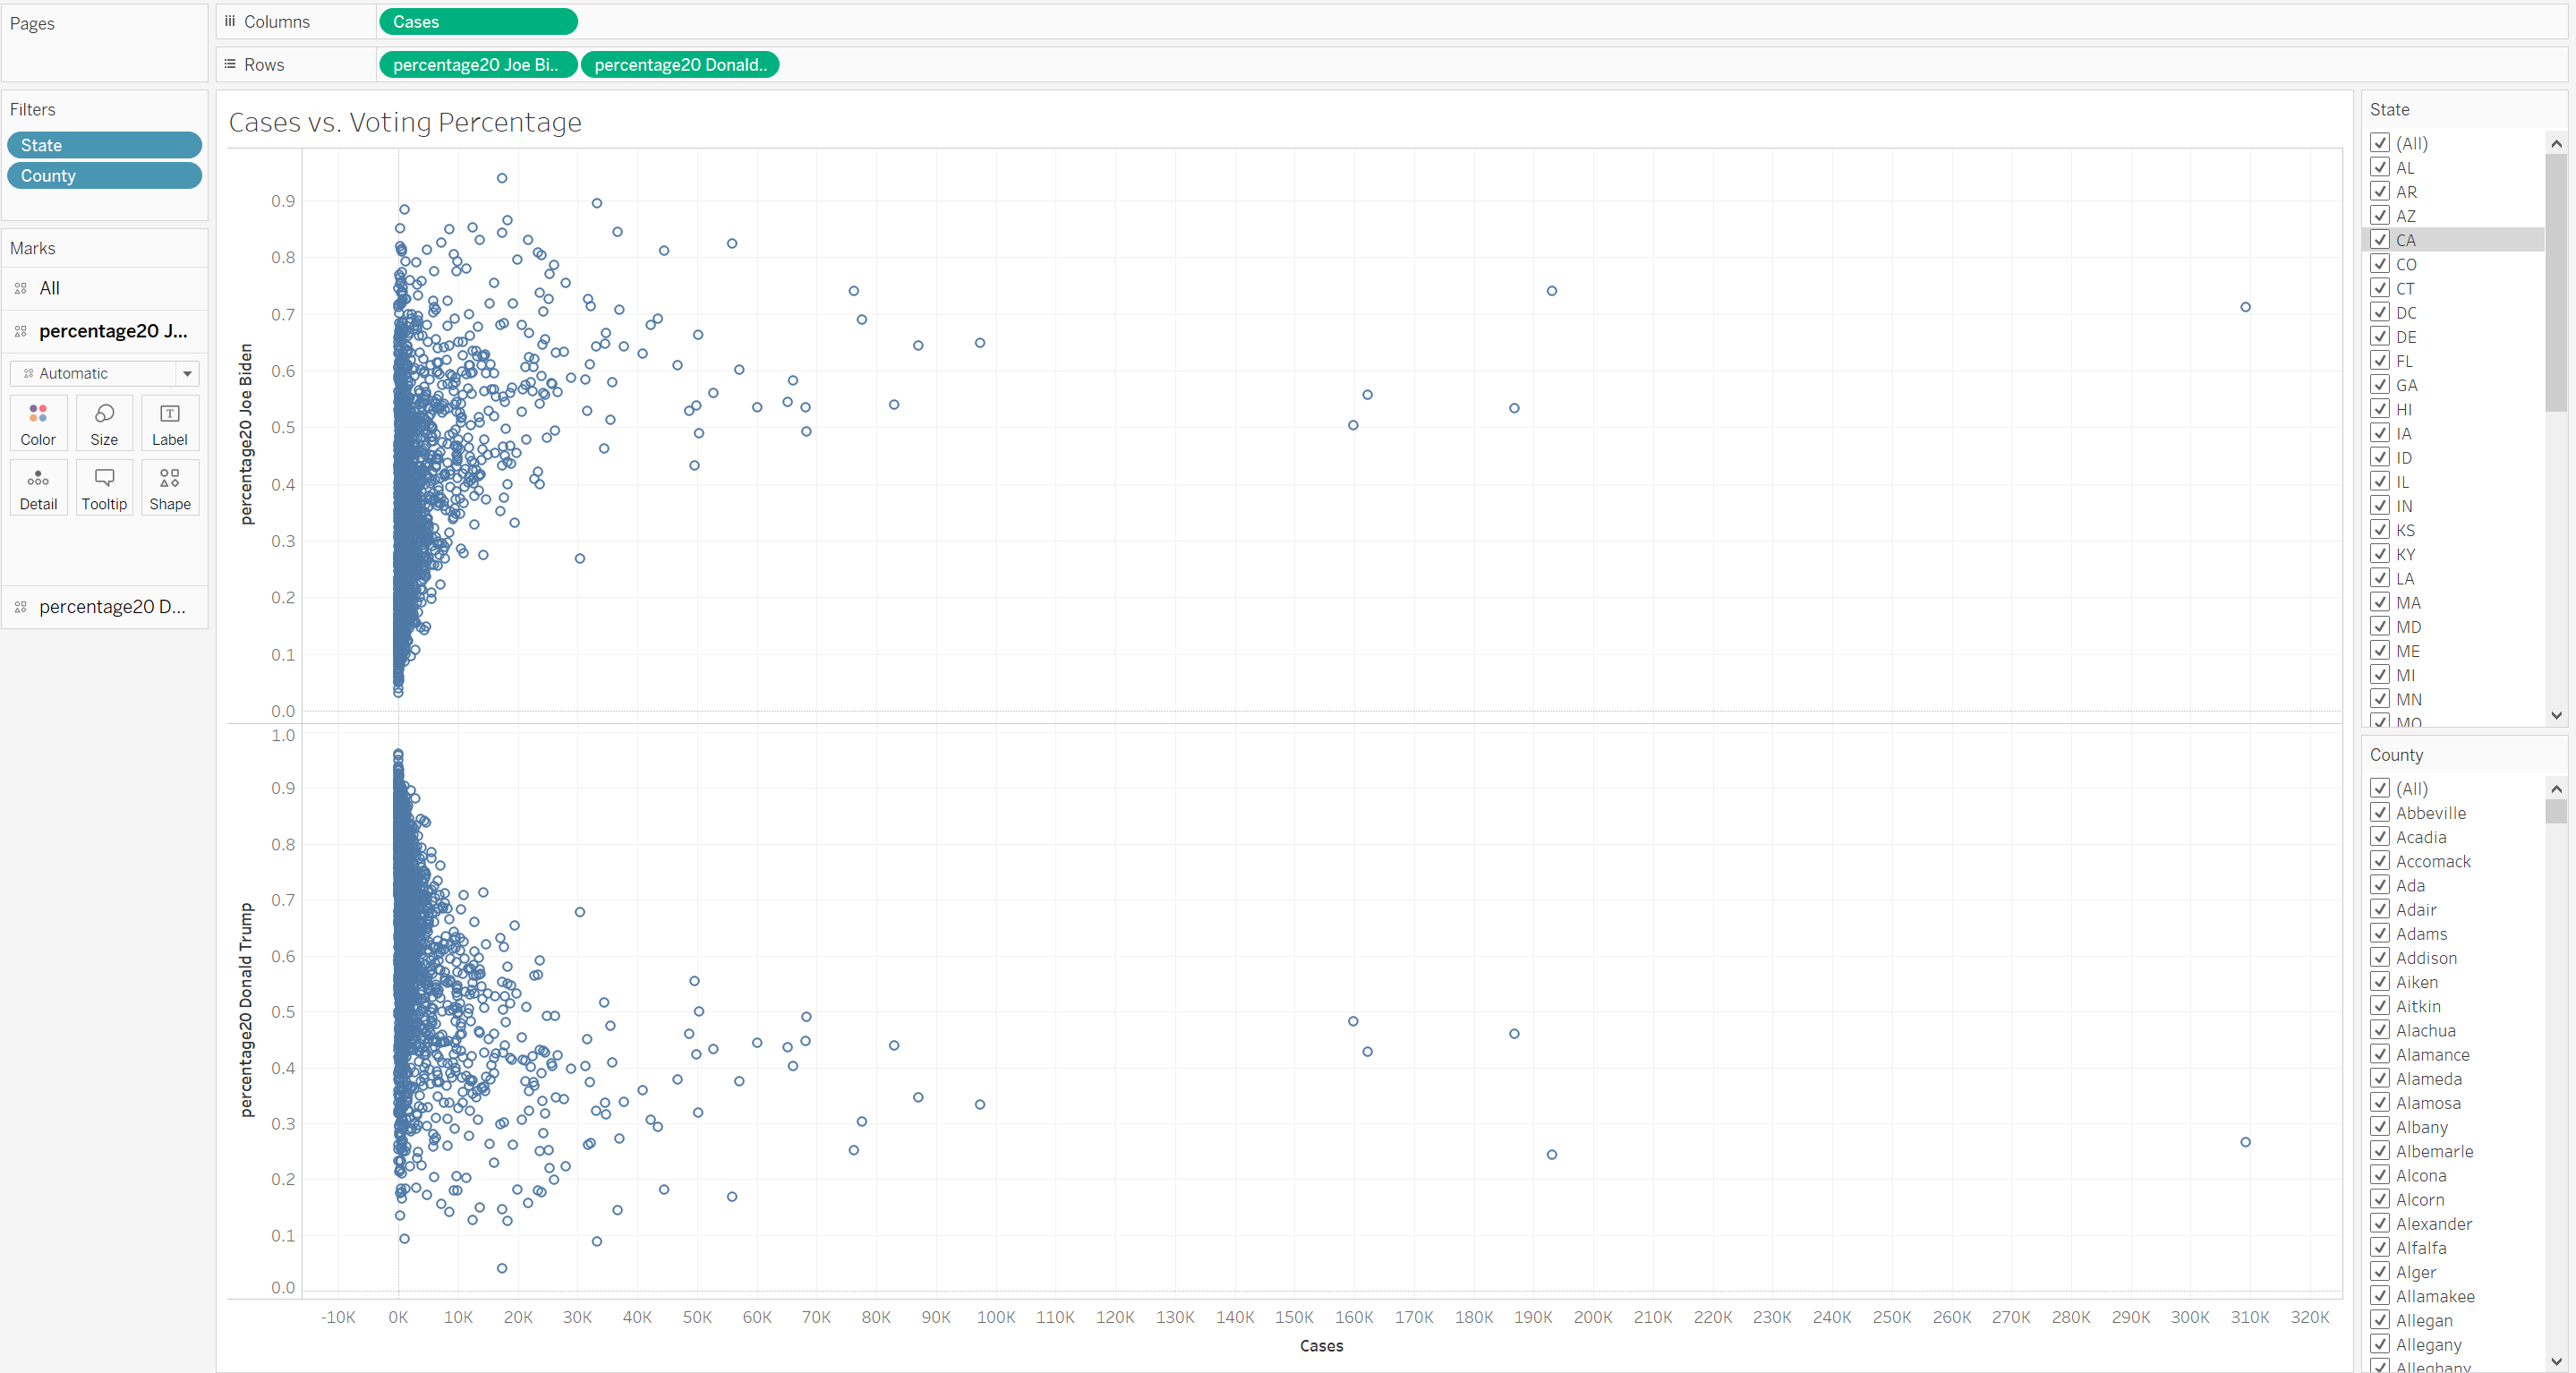 Pages
Columns
Cases
Rows
percentage20 Joe Bi..
percentage20 Donald..
Filters
State
County
Marks
All
percentage20 J...
Automatic
Color
Size
Label
Detail
Tooltip
Shape
percentage20 D...
Cases vs. Voting Percentage
percentage20 Joe Biden
0.9
0.8
0.7
0.6
0.5
0.4
0.3
0.2
0.1
0.0
percentage20 Donald Trump
1.0
0.9
0.8
0.7
0.6
0.5
0.4
0.3
0.2
0.1
0.0
-10K 0K 10K 20K 30K 40K 50K 60K 70K 80K 90K 100K 110K 120K 130K 140K 150K 160K 170K 180K 190K 200K 210K 220K 230K 240K 250K 260K 270K 280K 290K 300K 310K 320K
Cases
State
(All)
AL
AR
AZ
CA
CO
CT
DC
DE
FL
GA
HI
IA
ID
IL
IN
KS
KY
LA
MA
MD
ME
MI
MN
MO
County
(All)
Abbeville
Acadia
Accomack
Ada
Adair
Adams
Addison
Aiken
Aitkin
Alachua
Alamance
Alameda
Alamosa
Albany
Albemarle
Alcona
Alcorn
Alexander
Alfalfa
Alger
Allamakee
Allegan
Allegany
Alleghany